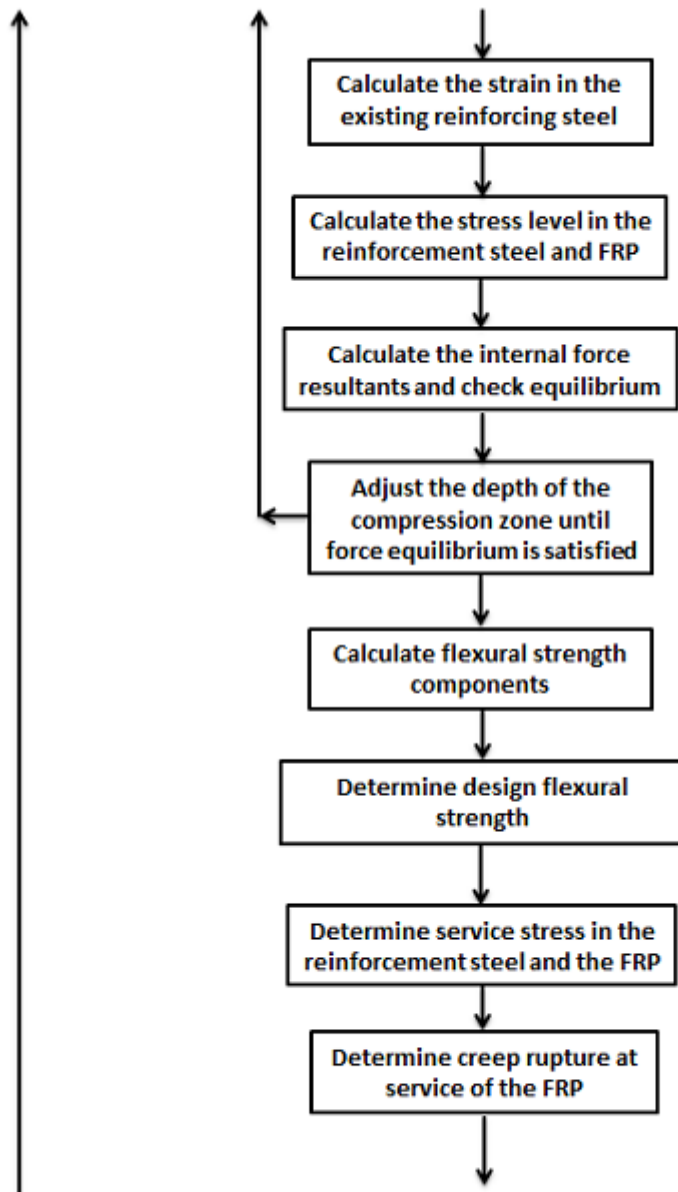 Calculate the strain in the
existing reinforcing steel
Calculate the stress level in the
reinforcement steel and FRP
Calculate the internal force
resultants and check equilibrium
Adjust the depth of the
compression zone until
force equilibrium is satisfied
Calculate flexural strength
components
Determine design flexural
strength
Determine service stress in the
reinforcement steel and the FRP
Determine creep rupture at
service of the FRP